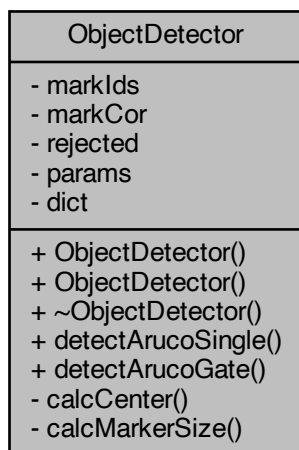 ObjectDetector
- markIds
- markCor
- rejected
- params
- dict
+ ObjectDetector()
+ ObjectDetector()
+ ~ObjectDetector()
+ detectArucoSingle()
+ detectArucoGate()
- calcCenter()
- calcMarkerSize()